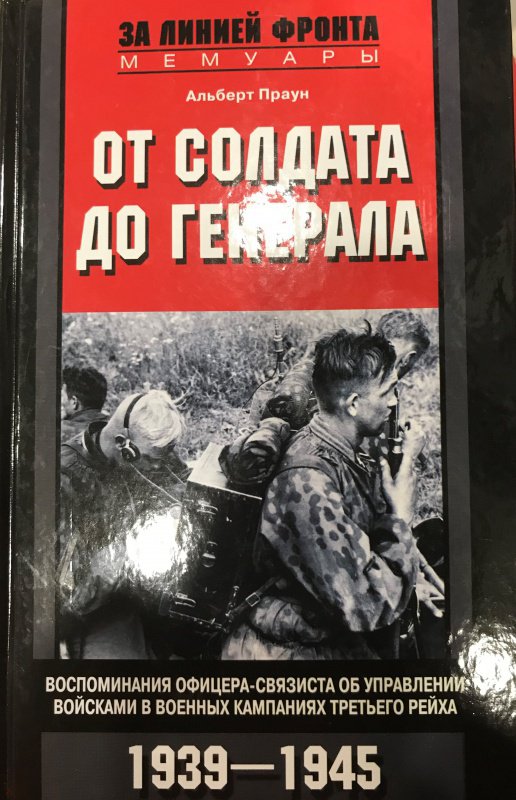 ЗА ЛИНИЕЙ ФРОНТА
МЕМУАРЫ
Альберт Праун
ОТ СОЛДАТА
ДО ГЕНЕРАЛА
ВОСПОМИНАНИЯ ОФИЦЕРА-СВЯЗИСТА ОБ УПРАВЛЕНИИ
ВОЙСКАМИ В ВОЕННЫХ КАМПАНИЯХ ТРЕТЬЕГО РЕЙХА
1939—1945